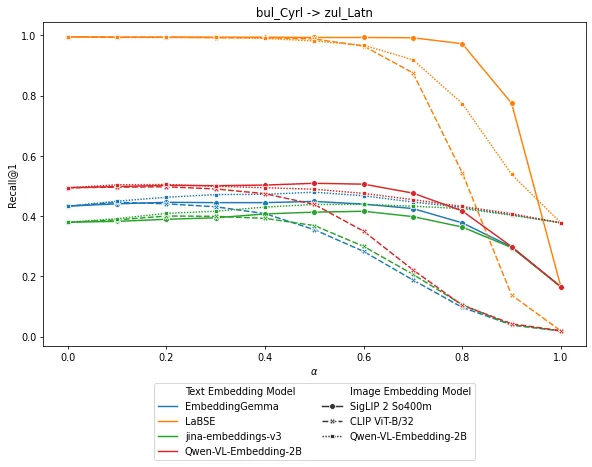 bul_Cyrl -> zul_Latn
Recall@1
1.0
0.8
0.6
0.4
0.2
0.0
0.0 0.2 0.4 0.6 0.8 1.0
α
Text Embedding Model
EmbeddingGemma
LaBSE
jina-embeddings-v3
Qwen-VL-Embedding-2B
Image Embedding Model
SigLIP 2 So400m
CLIP ViT-B/32
Qwen-VL-Embedding-2B